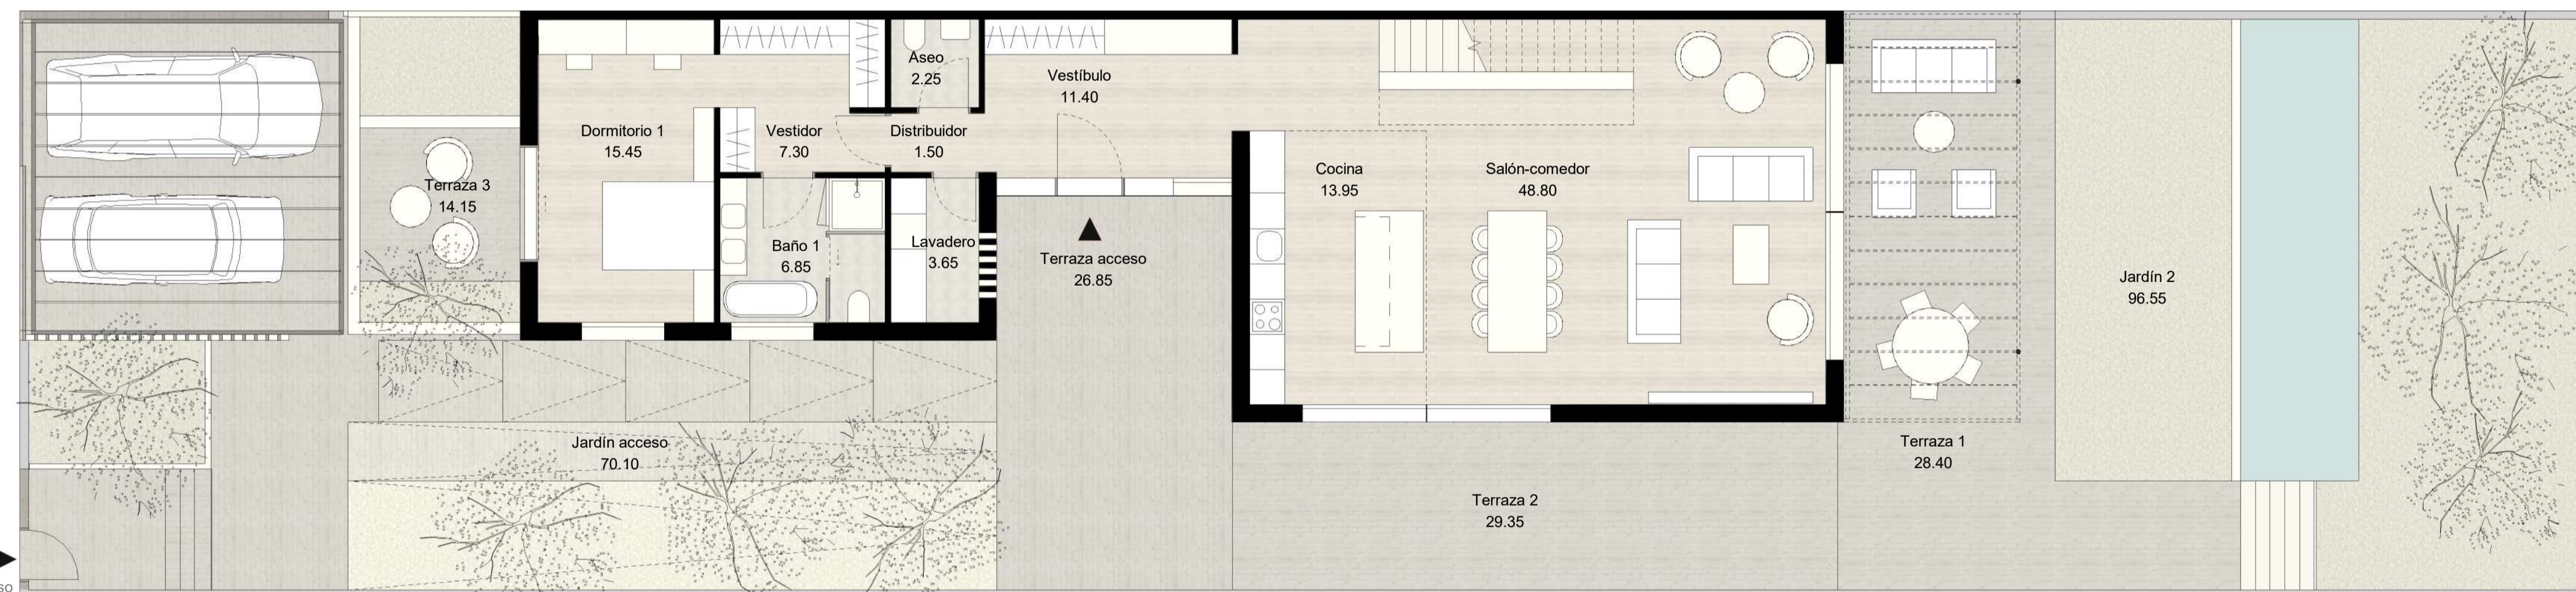 Aseo
2.25
Vestíbulo
11.40
Dormitorio 1
15.45
Vestidor
7.30
Distribuidor
1.50
Cocina
13.95
Salón-comedor
48.80
Terraza 3
14.15
Baño 1
6.85
Lavadero
3.65
Terraza acceso
26.85
Jardín 2
96.55
Jardín acceso
70.10
Terraza 1
28.40
Terraza 2
29.35